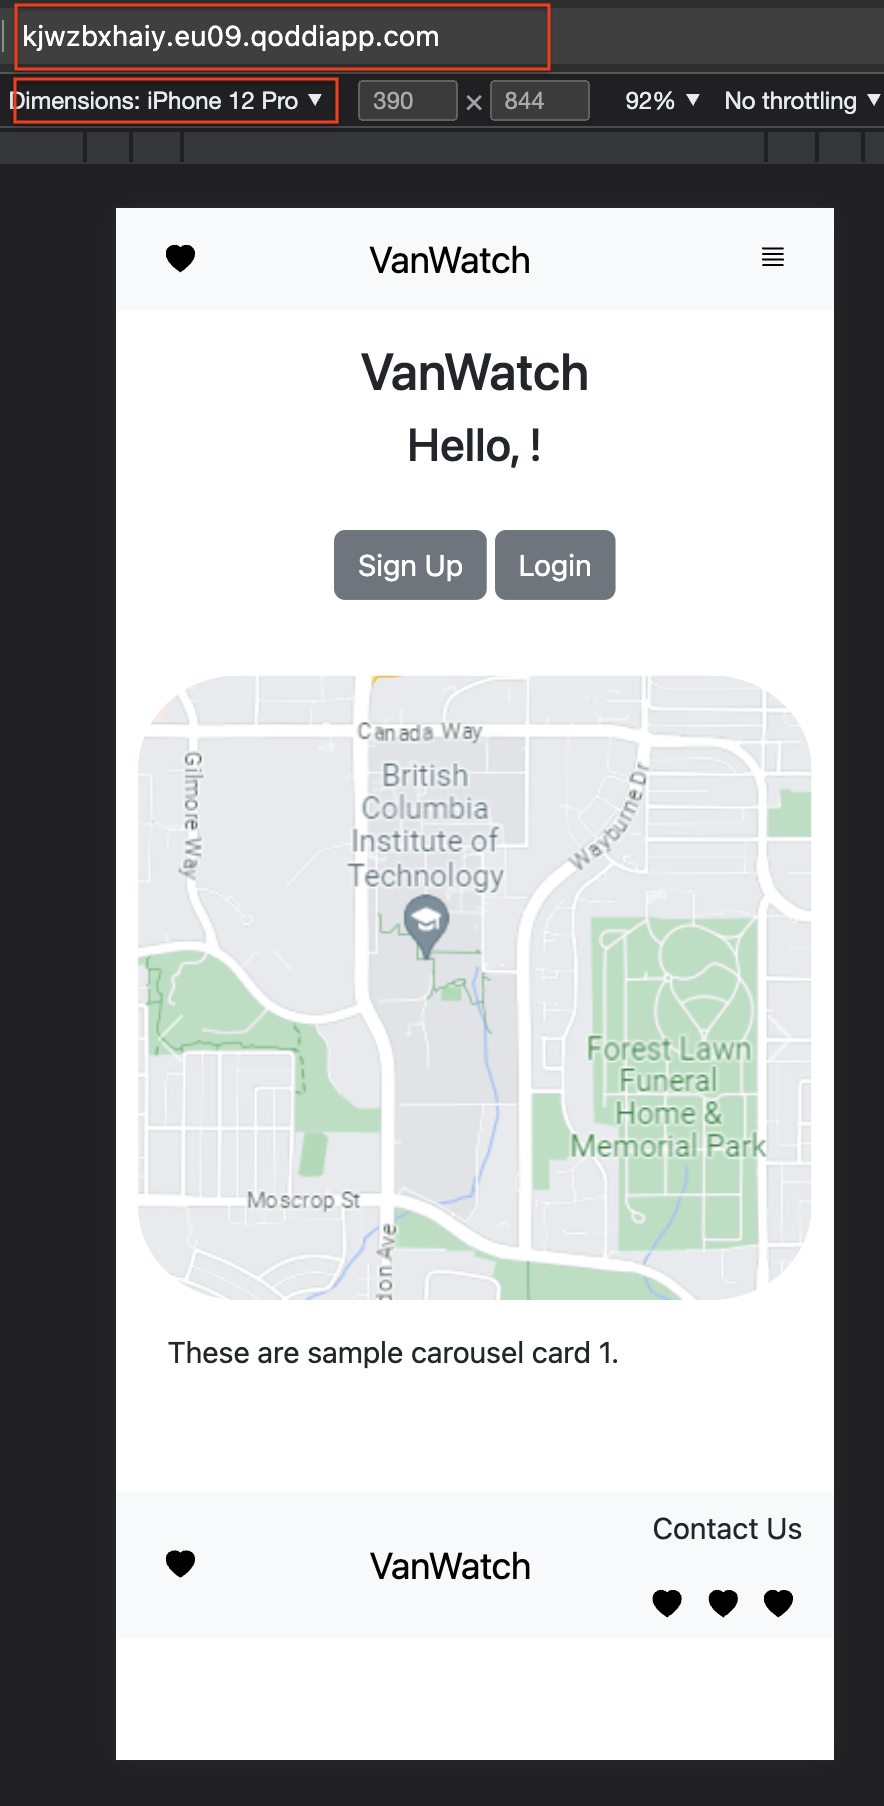 kjwzbxhaiy.eu09.qoddiapp.com
Dimensions: iPhone 12 Pro ▼ 390 × 844 92% ▼ No throttling ▼
VanWatch
VanWatch
Hello, !
Sign Up Login
Canada Way
Gilmore Way
British
Columbia
Institute of
Technology
Wayburne Dr
Forest Lawn
Funeral
Home &
Memorial Park
Moscrop St
don Ave
These are sample carousel card 1.
Contact Us
VanWatch